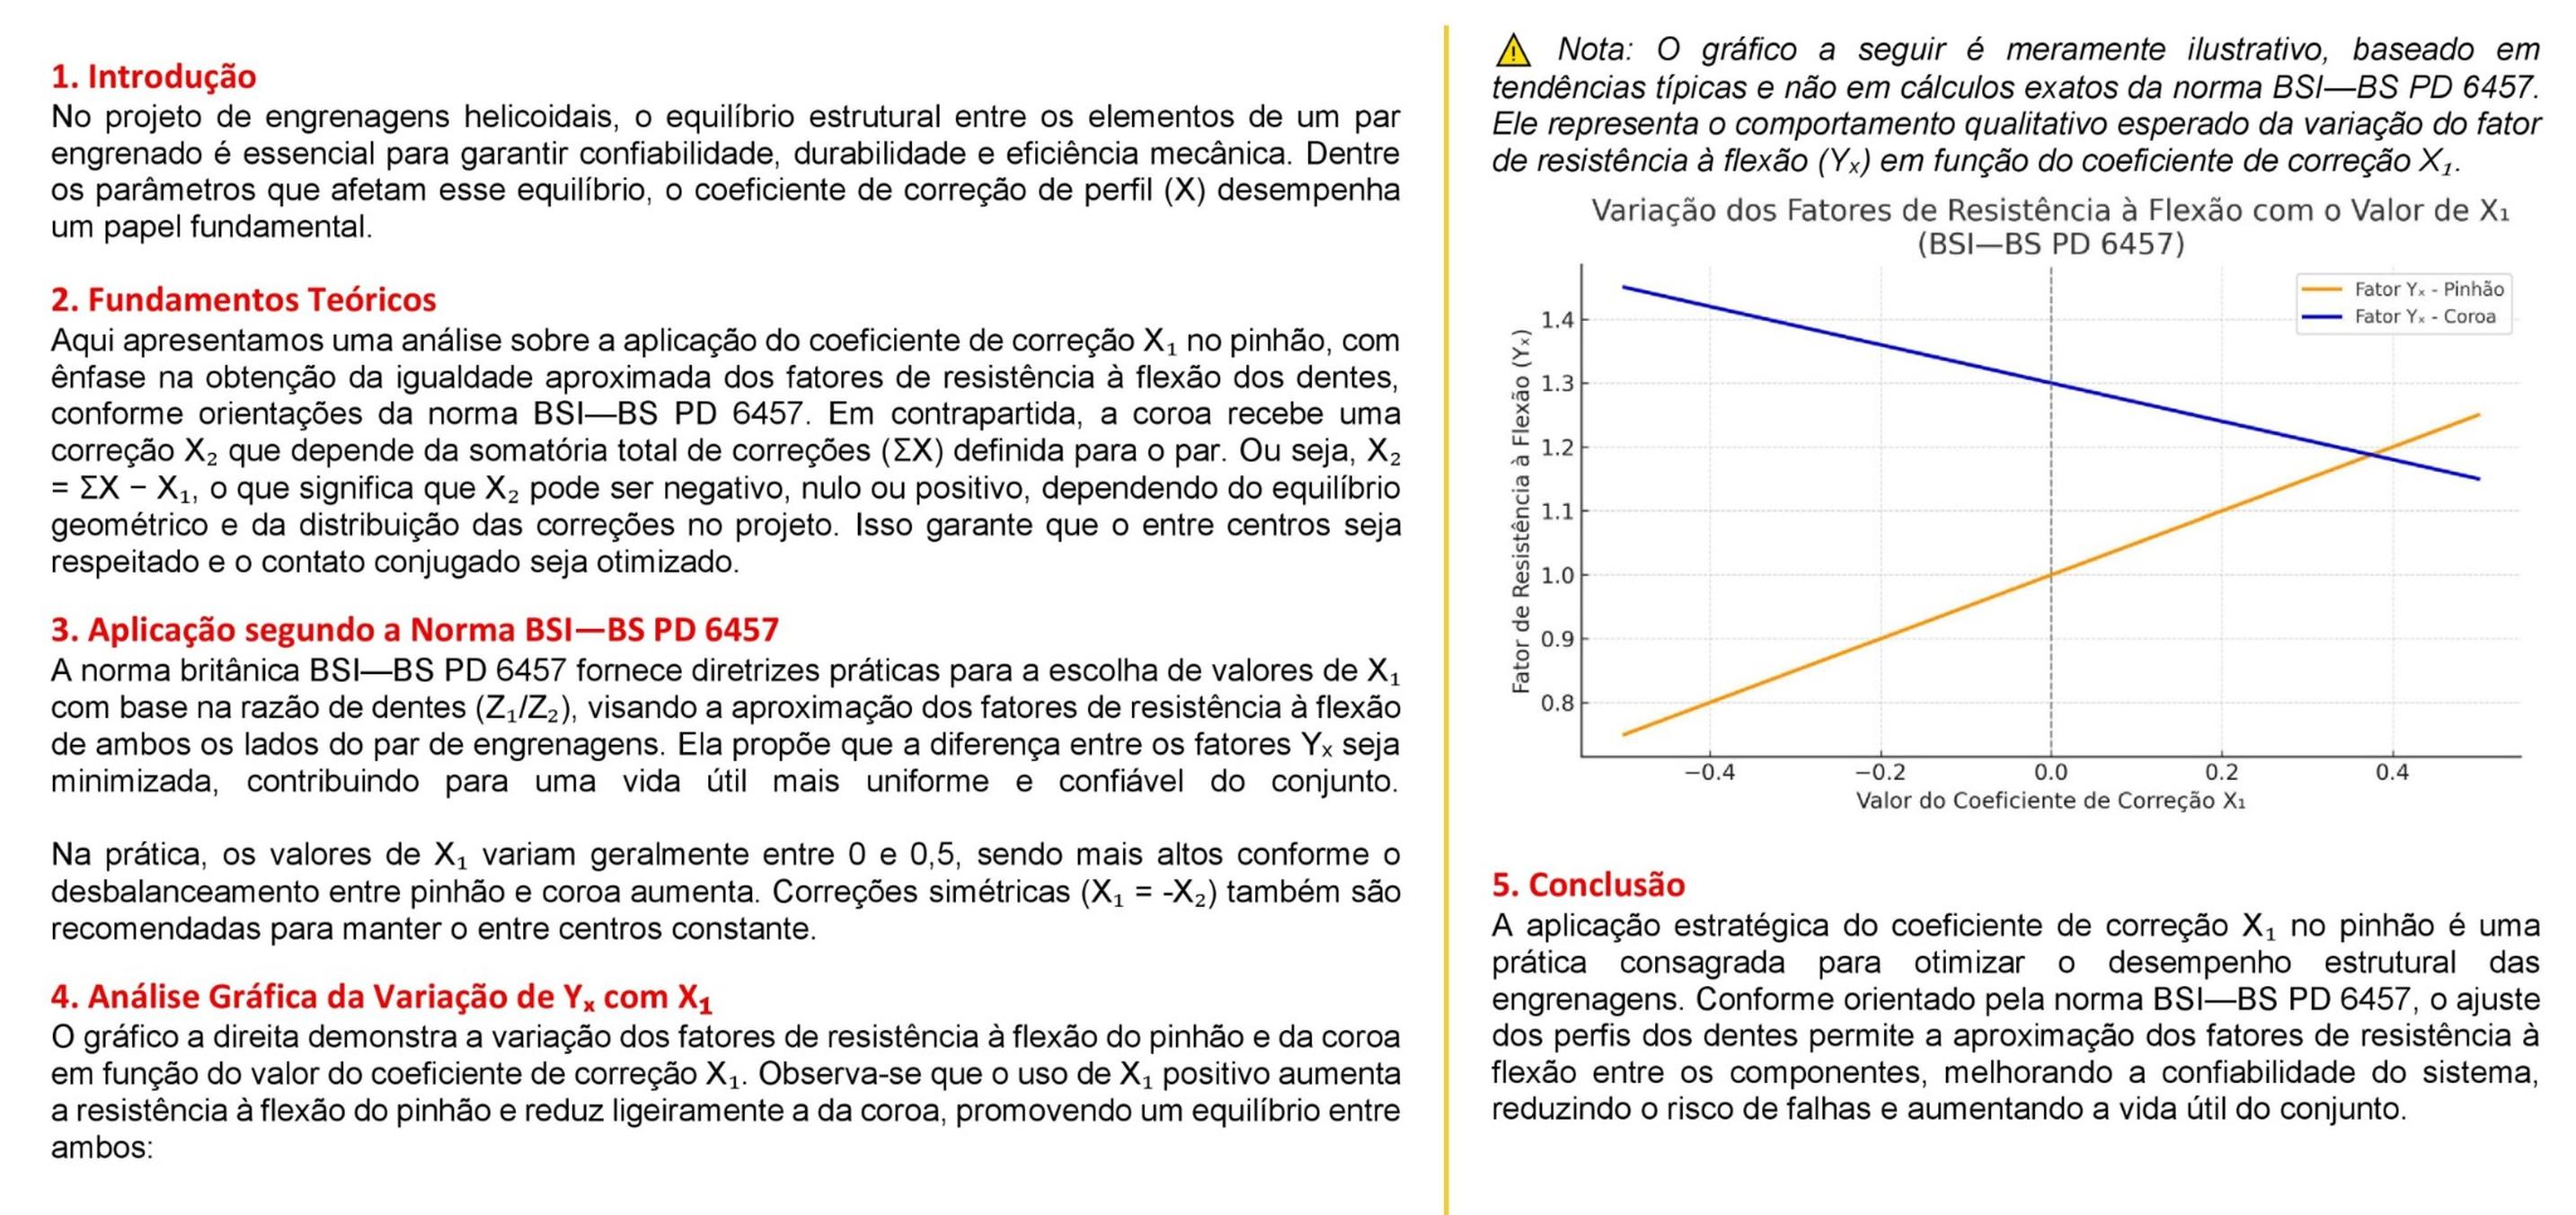 1. Introdução
No projeto de engrenagens helicoidais, o equilíbrio estrutural entre os elementos de um par
engrenado é essencial para garantir confiabilidade, durabilidade e eficiência mecânica. Dentre
os parâmetros que afetam esse equilíbrio, o coeficiente de correção de perfil (X) desempenha
um papel fundamental.
2. Fundamentos Teóricos
Aqui apresentamos uma análise sobre a aplicação do coeficiente de correção X₁ no pinhão, com
ênfase na obtenção da igualdade aproximada dos fatores de resistência à flexão dos dentes,
conforme orientações da norma BSI—BS PD 6457. Em contrapartida, a coroa recebe uma
correção X₂ que depende da somatória total de correções (ΣX) definida para o par. Ou seja, X₂
= ΣX − X₁, o que significa que X₂ pode ser negativo, nulo ou positivo, dependendo do equilíbrio
geométrico e da distribuição das correções no projeto. Isso garante que o entre centros seja
respeitado e o contato conjugado seja otimizado.
3. Aplicação segundo a Norma BSI—BS PD 6457
A norma britânica BSI—BS PD 6457 fornece diretrizes práticas para a escolha de valores de X₁
com base na razão de dentes (Z₁/Z₂), visando a aproximação dos fatores de resistência à flexão
de ambos os lados do par de engrenagens. Ela propõe que a diferença entre os fatores Yₓ seja
minimizada, contribuindo para uma vida útil mais uniforme e confiável do conjunto.
Na prática, os valores de X₁ variam geralmente entre 0 e 0,5, sendo mais altos conforme o
desbalanceamento entre pinhão e coroa aumenta. Correções simétricas (X₁ = -X₂) também são
recomendadas para manter o entre centros constante.
4. Análise Gráfica da Variação de Yₓ com X₁
O gráfico a direita demonstra a variação dos fatores de resistência à flexão do pinhão e da coroa
em função do valor do coeficiente de correção X₁. Observa-se que o uso de X₁ positivo aumenta
a resistência à flexão do pinhão e reduz ligeiramente a da coroa, promovendo um equilíbrio entre
ambos:
⚠ Nota: O gráfico a seguir é meramente ilustrativo, baseado em
tendências típicas e não em cálculos exatos da norma BSI—BS PD 6457.
Ele representa o comportamento qualitativo esperado da variação do fator
de resistência à flexão (Yₓ) em função do coeficiente de correção X₁.
Variação dos Fatores de Resistência à Flexão com o Valor de X₁
(BSI—BS PD 6457)
Fator Yₓ - Pinhão
Fator Yₓ - Coroa
Fator de Resistência à Flexão (Yₓ)
1.4
1.3
1.2
1.1
1.0
0.9
0.8
−0.4 −0.2 0.0 0.2 0.4
Valor do Coeficiente de Correção X₁
5. Conclusão
A aplicação estratégica do coeficiente de correção X₁ no pinhão é uma
prática consagrada para otimizar o desempenho estrutural das
engrenagens. Conforme orientado pela norma BSI—BS PD 6457, o ajuste
dos perfis dos dentes permite a aproximação dos fatores de resistência à
flexão entre os componentes, melhorando a confiabilidade do sistema,
reduzindo o risco de falhas e aumentando a vida útil do conjunto.